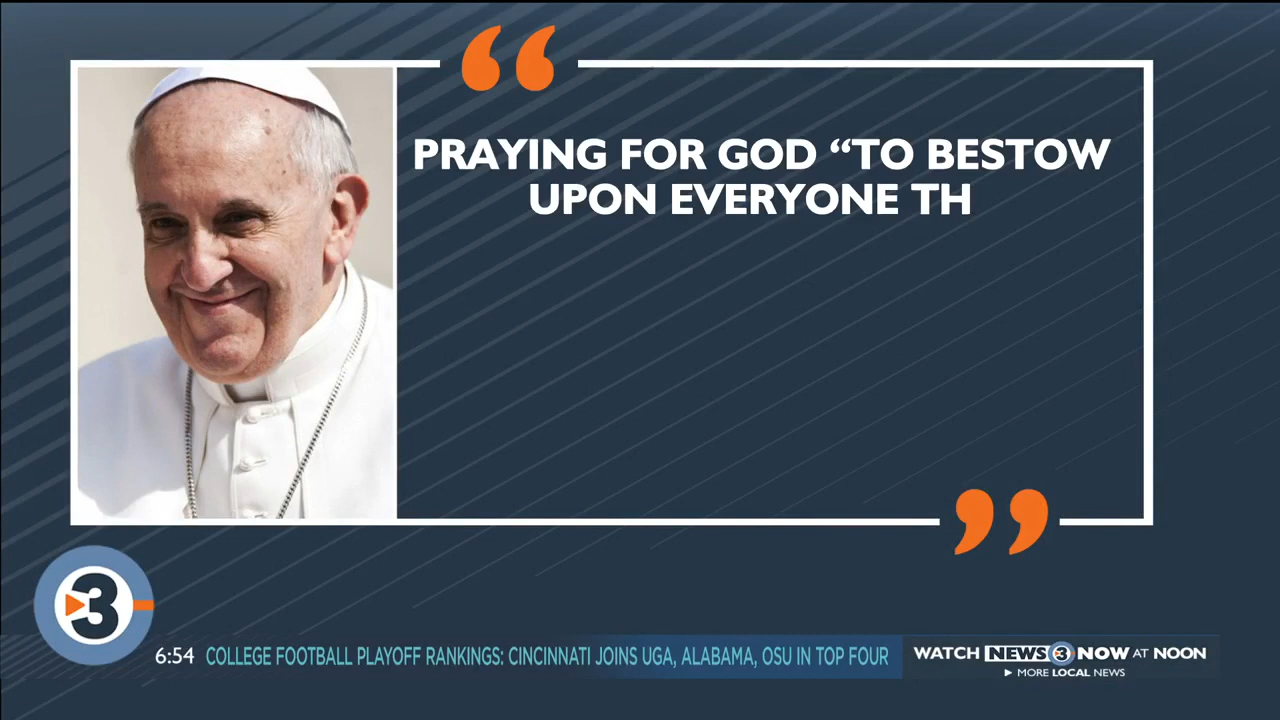 “
PRAYING FOR GOD “TO BESTOW
UPON EVERYONE TH
”
3
6:54 COLLEGE FOOTBALL PLAYOFF RANKINGS: CINCINNATI JOINS UGA, ALABAMA, OSU IN TOP FOUR
WATCH NEWS 3 NOW AT NOON
▶ MORE LOCAL NEWS